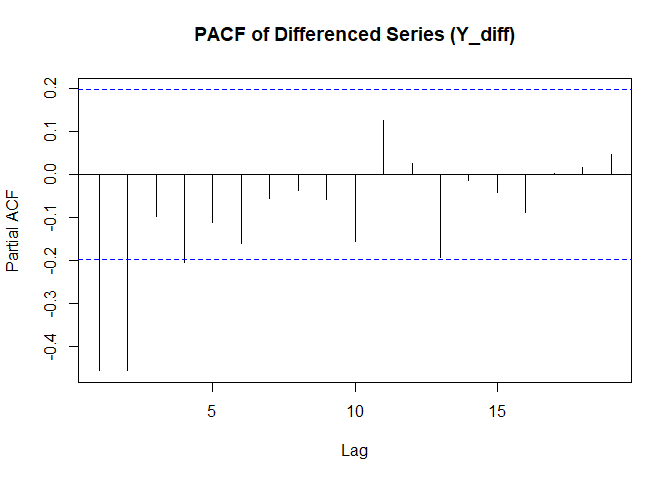 PACF of Differenced Series (Y_diff)
0.2
0.1
0.0
-0.1
-0.2
-0.3
-0.4
Partial ACF
5 10 15
Lag